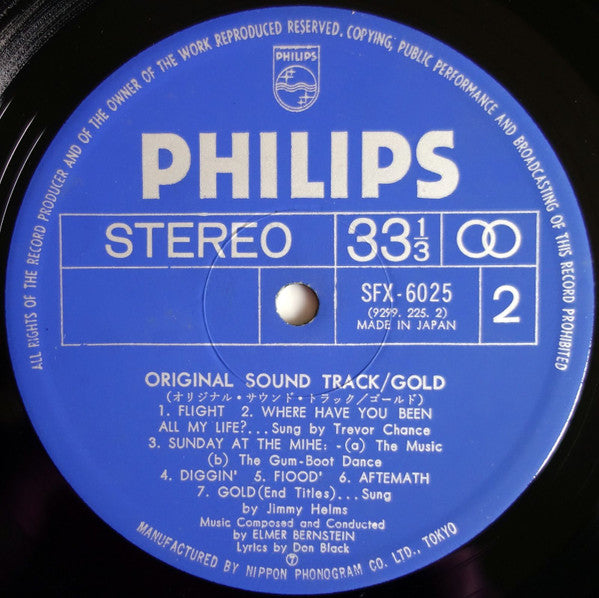 ALL RIGHTS OF THE RECORD PRODUCER AND OF THE OWNER OF THE WORK REPRODUCED RESERVED. COPYING, PUBLIC PERFORMANCE AND BROADCASTING OF THIS RECORD PROHIBITED
PHILIPS
PHILIPS
STEREO 33 1/3
SFX-6025
(9299. 225. 2)
MADE IN JAPAN
2
ORIGINAL SOUND TRACK/GOLD
(オリジナル・サウンド・トラック/ゴールド)
1. FLIGHT 2. WHERE HAVE YOU BEEN
ALL MY LIFE?...Sung by Trevor Chance
3. SUNDAY AT THE MIHE: -(a) The Music
(b) The Gum-Boot Dance
4. DIGGIN' 5. FlOOD' 6. AFTEMATH
7. GOLD(End Titles)...Sung
by Jimmy Helms
Music Composed and Conducted
by ELMER BERNSTEIN
Lyrics by Don Black
7
MANUFACTURED BY NIPPON PHONOGRAM CO. LTD., TOKYO